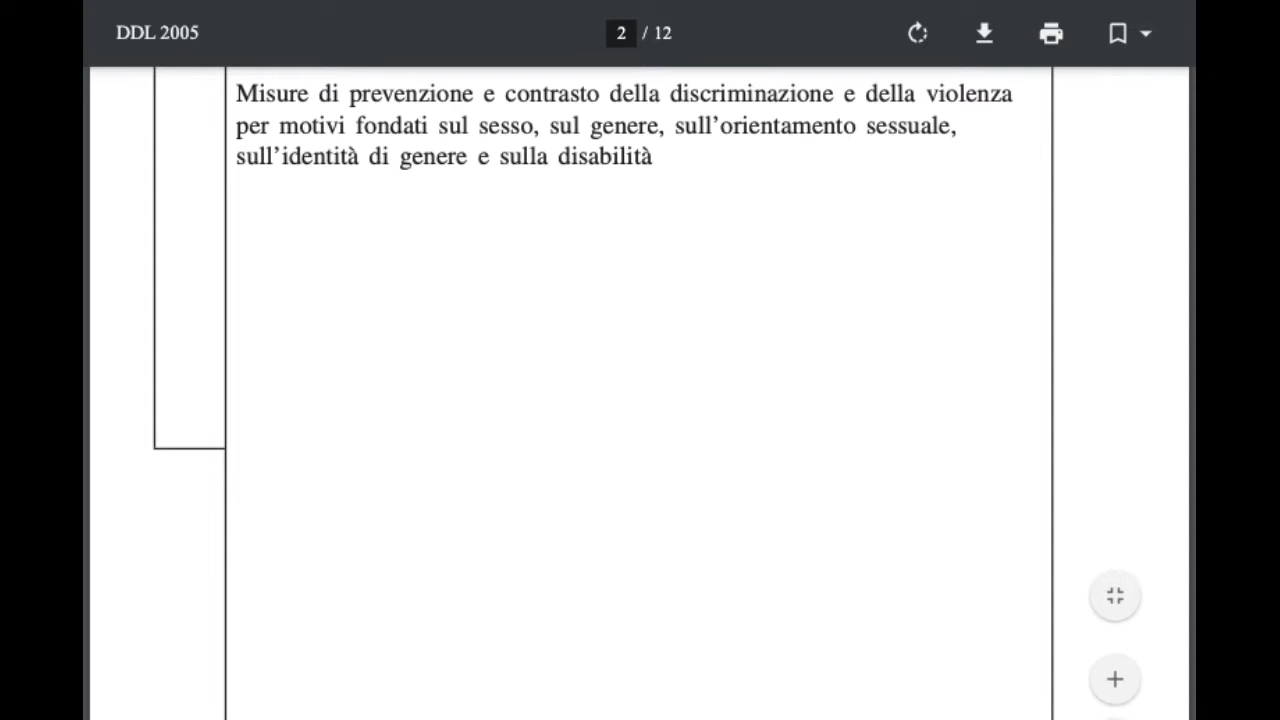 DDL 2005
2 / 12
Misure di prevenzione e contrasto della discriminazione e della violenza
per motivi fondati sul sesso, sul genere, sull’orientamento sessuale,
sull’identità di genere e sulla disabilità